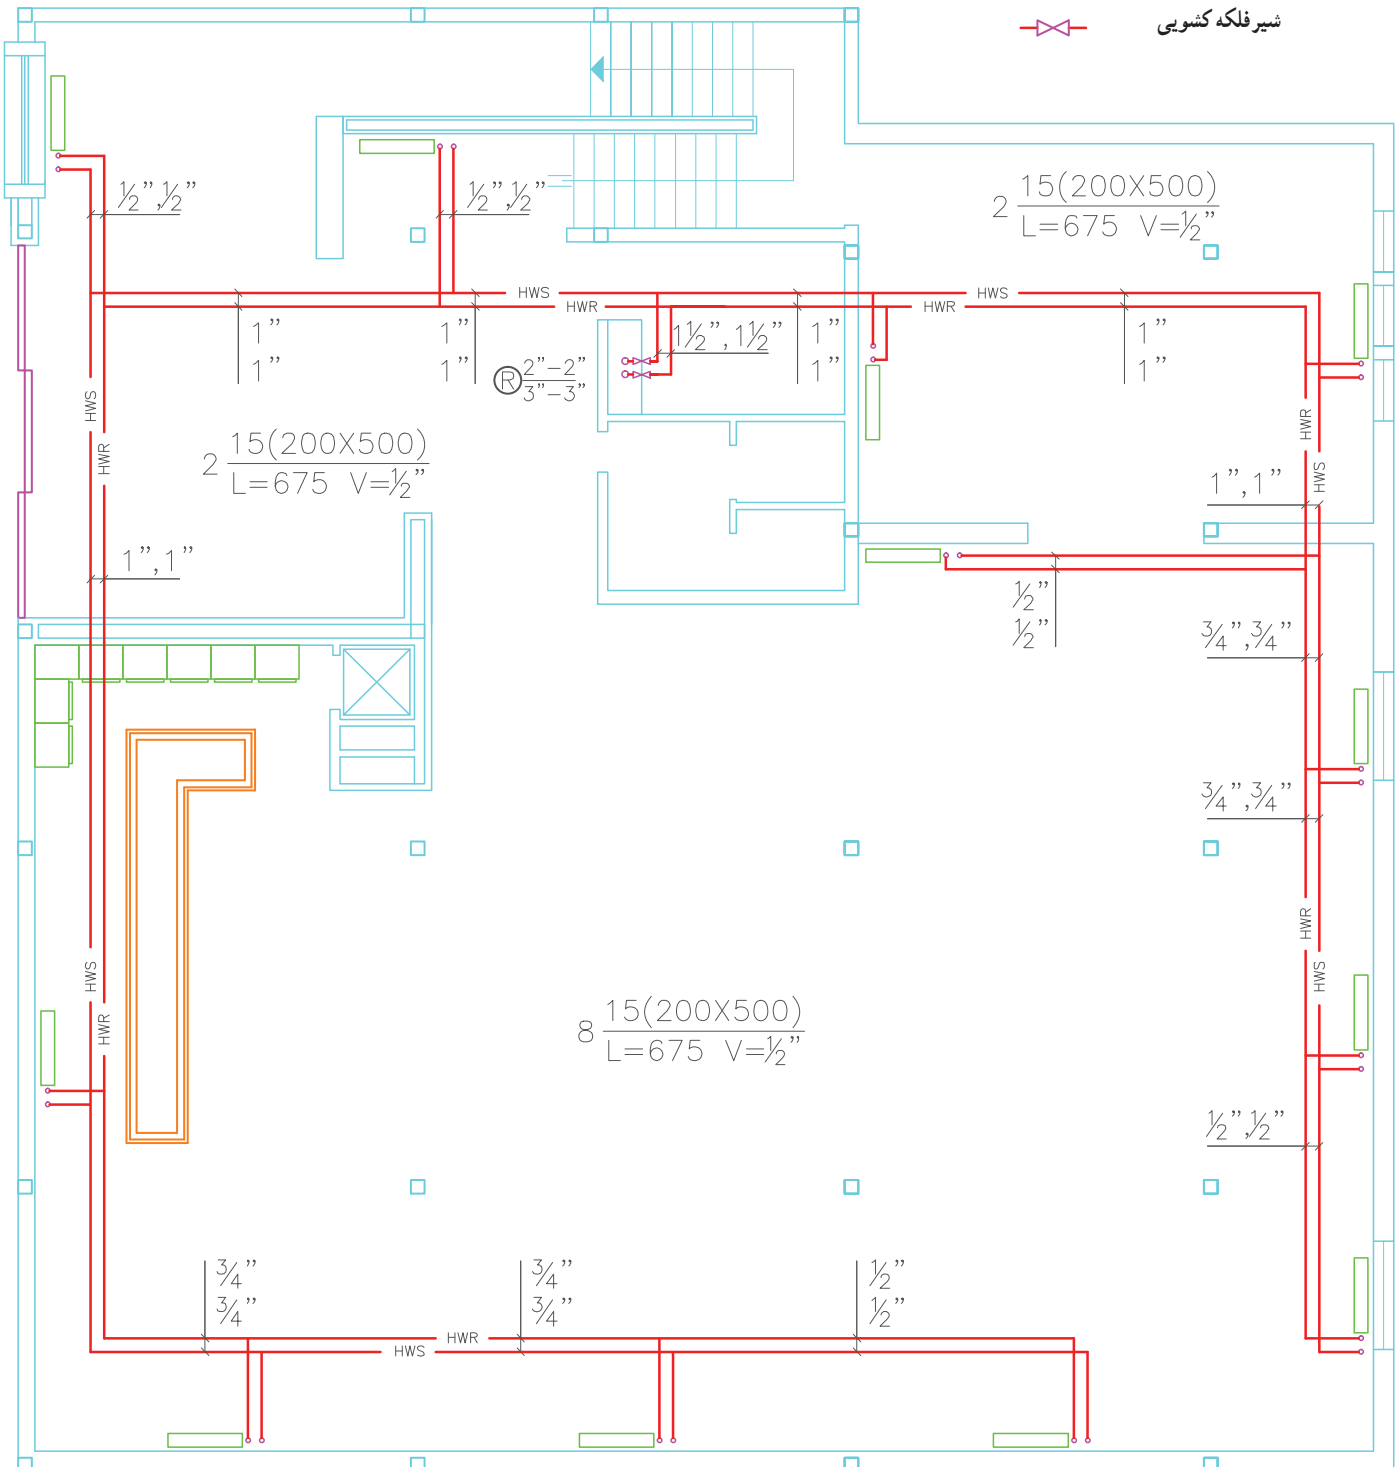 شیرفلکه کشویی
½”,½”
½”,½”
2 15(200X500)
L=675 V=½”
HWS
HWS
HWR
HWR
1”
1”
1”
1”
1½”, 1½”
1”
1”
1”
1”
R 2”–2”
3”–3”
HWS
HWR
HWR
HWS
2 15(200X500)
L=675 V=½”
1”, 1”
1”, 1”
½”
½”
¾”,¾”
¾”,¾”
HWR
HWS
HWS
HWR
8 15(200X500)
L=675 V=½”
½”,½”
¾”
¾”
¾”
¾”
½”
½”
HWR
HWS